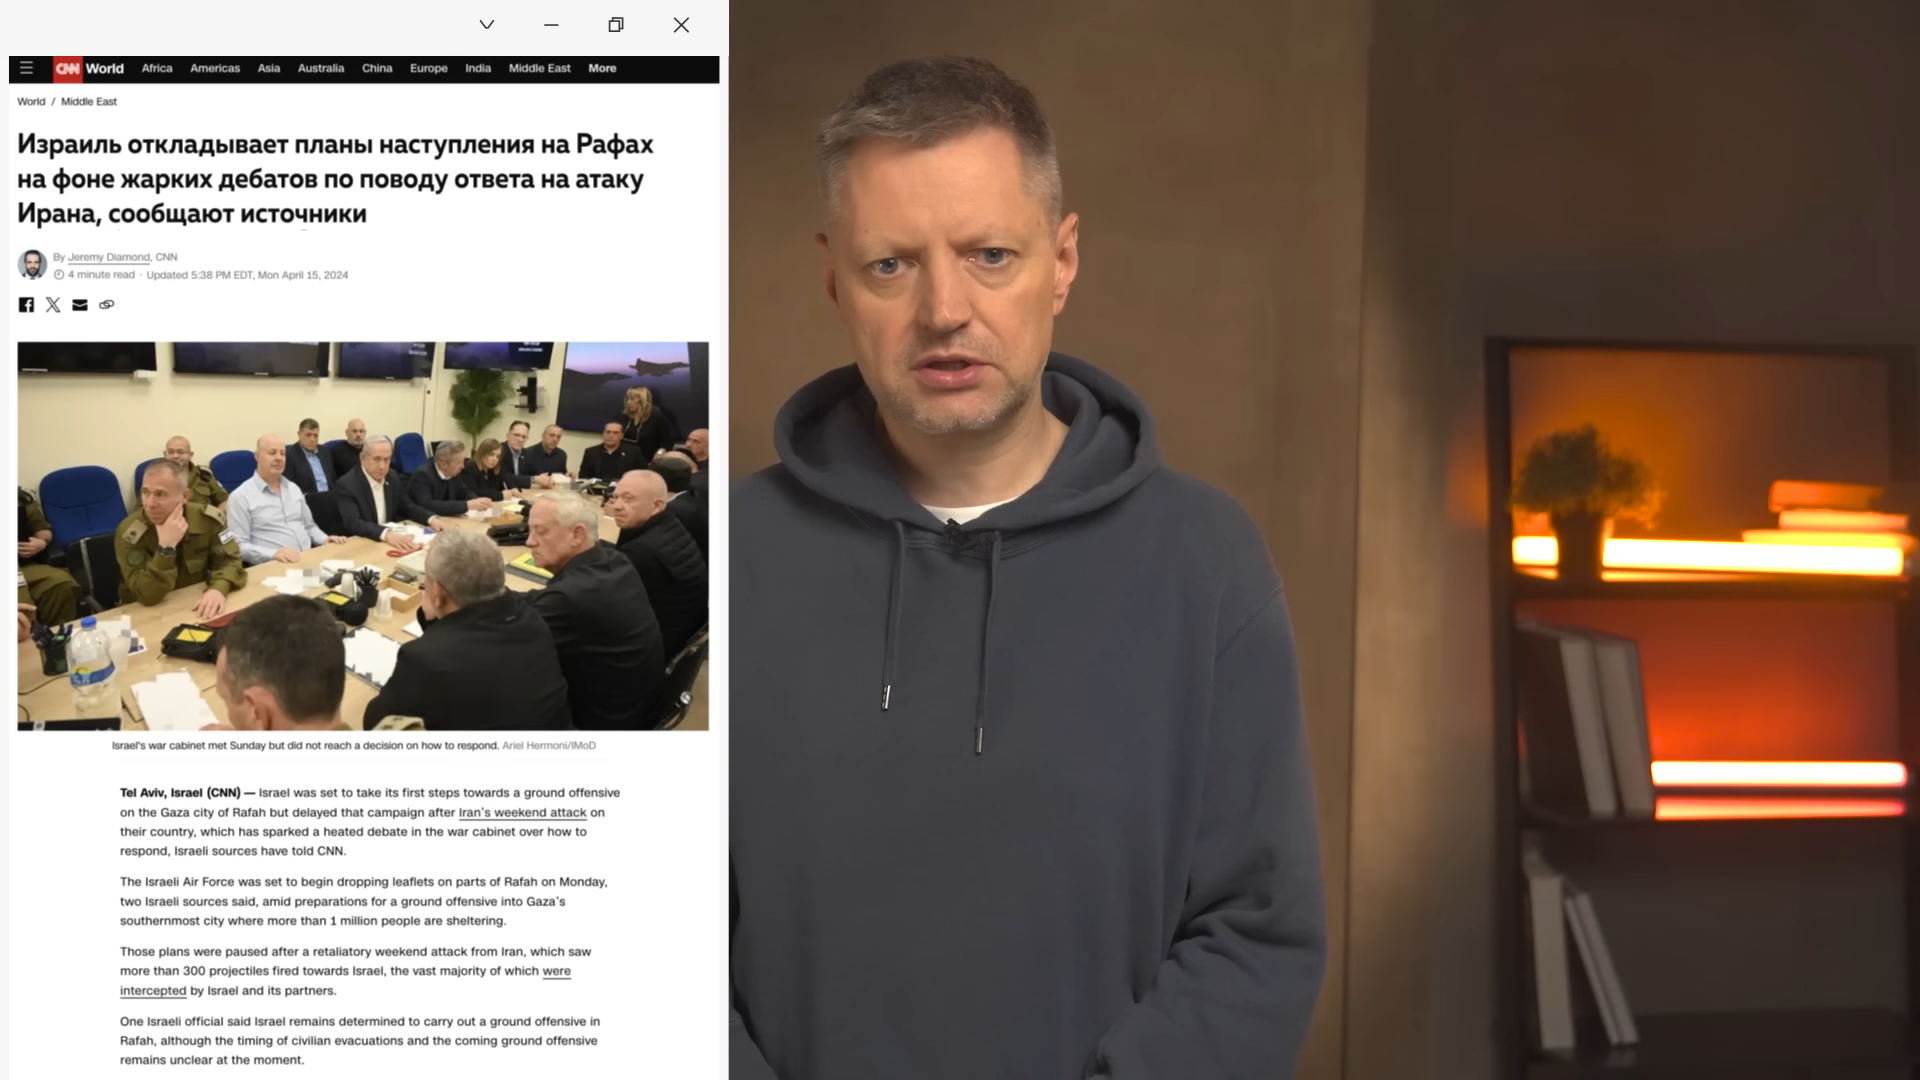 CNN World Africa Americas Asia Australia China Europe India Middle East More
World / Middle East
Израиль откладывает планы наступления на Рафах
на фоне жарких дебатов по поводу ответа на атаку
Ирана, сообщают источники
By Jeremy Diamond, CNN
4 minute read · Updated 5:38 PM EDT, Mon April 15, 2024
Israel's war cabinet met Sunday but did not reach a decision on how to respond. Ariel Hermoni/IMoD
Tel Aviv, Israel (CNN) — Israel was set to take its first steps towards a ground offensive
on the Gaza city of Rafah but delayed that campaign after Iran's weekend attack on
their country, which has sparked a heated debate in the war cabinet over how to
respond, Israeli sources have told CNN.
The Israeli Air Force was set to begin dropping leaflets on parts of Rafah on Monday,
two Israeli sources said, amid preparations for a ground offensive into Gaza's
southernmost city where more than 1 million people are sheltering.
Those plans were paused after a retaliatory weekend attack from Iran, which saw
more than 300 projectiles fired towards Israel, the vast majority of which were
intercepted by Israel and its partners.
One Israeli official said Israel remains determined to carry out a ground offensive in
Rafah, although the timing of civilian evacuations and the coming ground offensive
remains unclear at the moment.